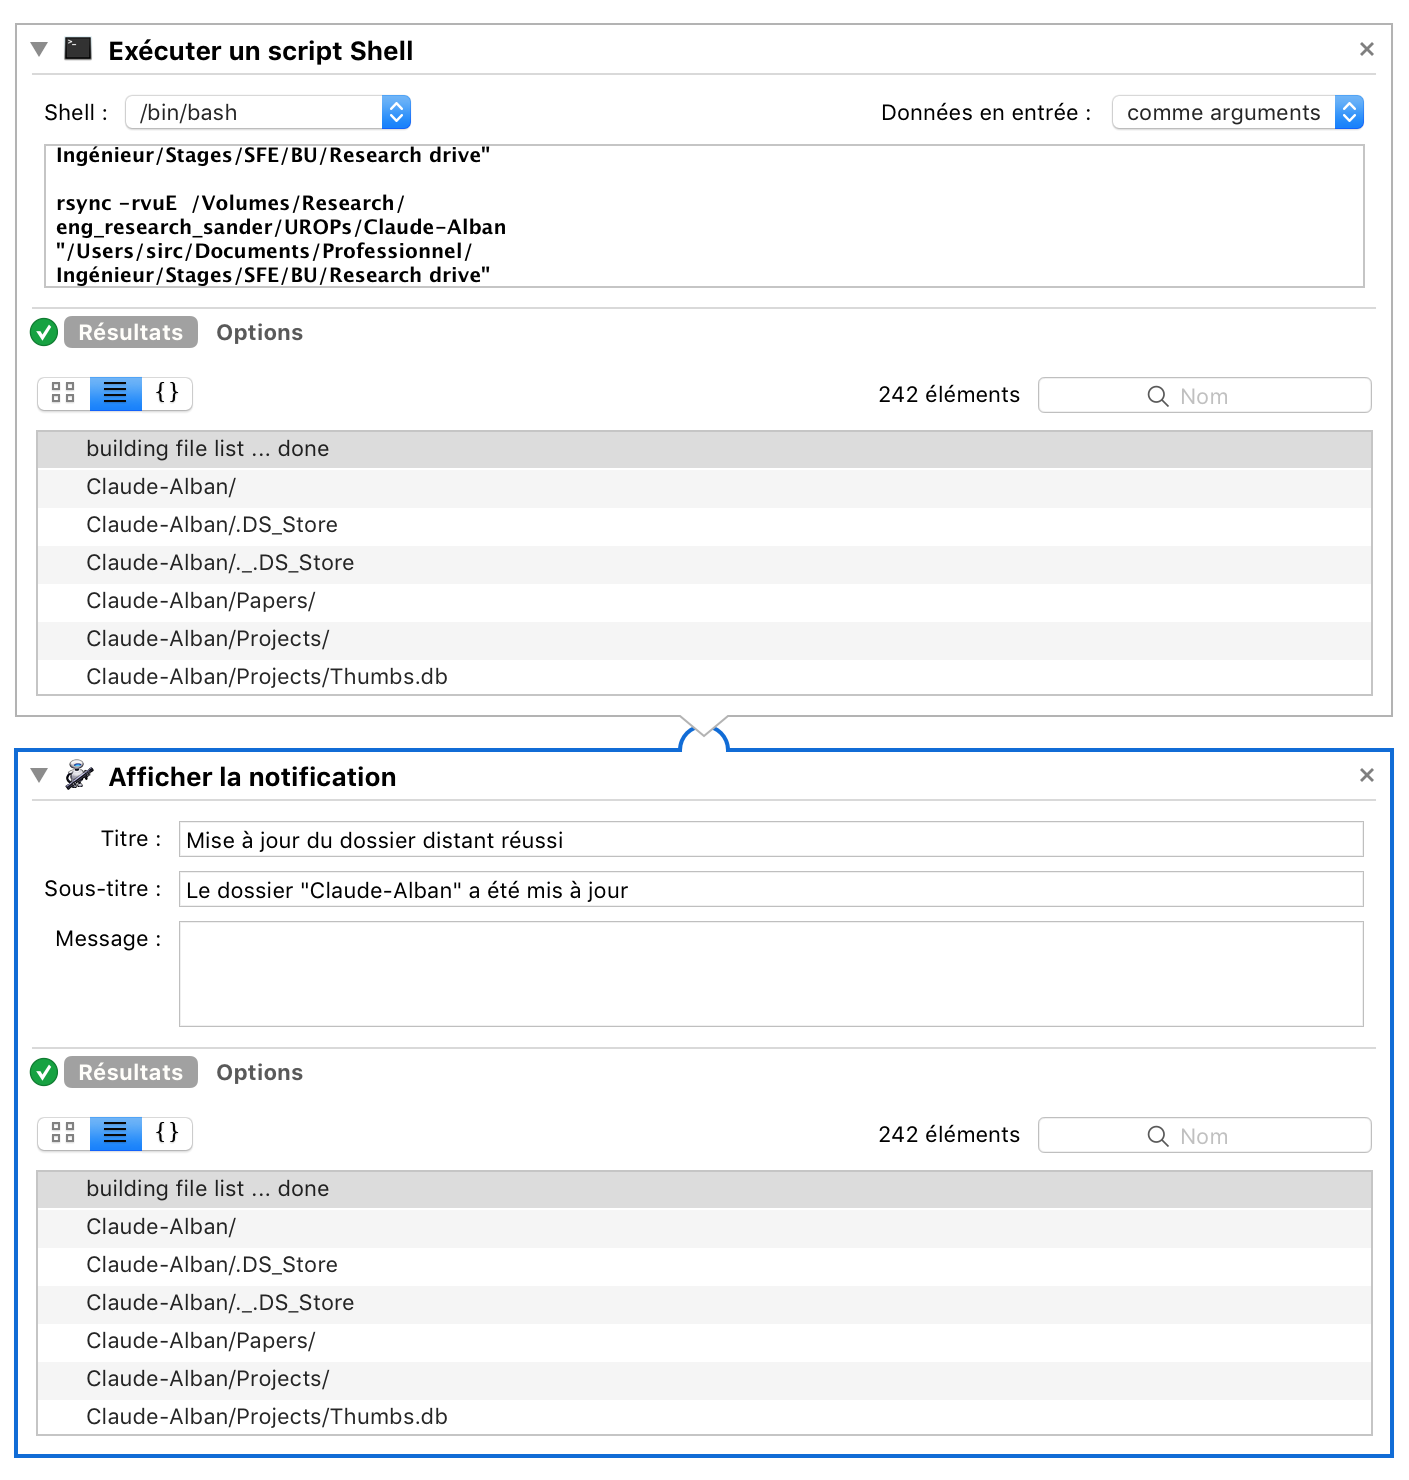 Exécuter un script Shell
Shell : /bin/bash Données en entrée : comme arguments
Ingénieur/Stages/SFE/BU/Research drive"
rsync -rvuE  /Volumes/Research/
eng_research_sander/UROPs/Claude-Alban
"/Users/sirc/Documents/Professionnel/
Ingénieur/Stages/SFE/BU/Research drive"
Résultats Options
{} 242 éléments Nom
building file list ... done
Claude-Alban/
Claude-Alban/.DS_Store
Claude-Alban/._.DS_Store
Claude-Alban/Papers/
Claude-Alban/Projects/
Claude-Alban/Projects/Thumbs.db
Afficher la notification
Titre : Mise à jour du dossier distant réussi
Sous-titre : Le dossier "Claude-Alban" a été mis à jour
Message :
Résultats Options
{} 242 éléments Nom
building file list ... done
Claude-Alban/
Claude-Alban/.DS_Store
Claude-Alban/._.DS_Store
Claude-Alban/Papers/
Claude-Alban/Projects/
Claude-Alban/Projects/Thumbs.db